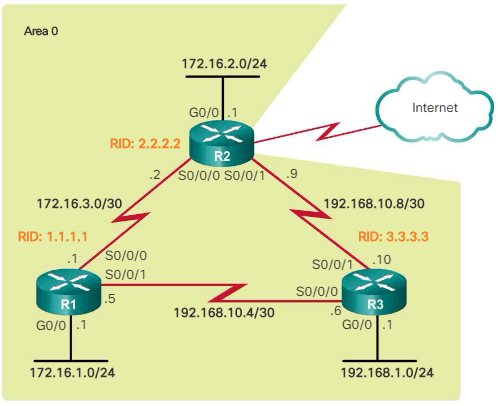 Area 0
172.16.2.0/24
G0/0 .1
Internet
RID: 2.2.2.2
R2
.2 S0/0/0 S0/0/1 .9
172.16.3.0/30
192.168.10.8/30
RID: 1.1.1.1
RID: 3.3.3.3
.1 S0/0/0
S0/0/1 .10
S0/0/1
S0/0/0
R1
.5
R3
.6
192.168.10.4/30
G0/0 .1
G0/0 .1
172.16.1.0/24
192.168.1.0/24